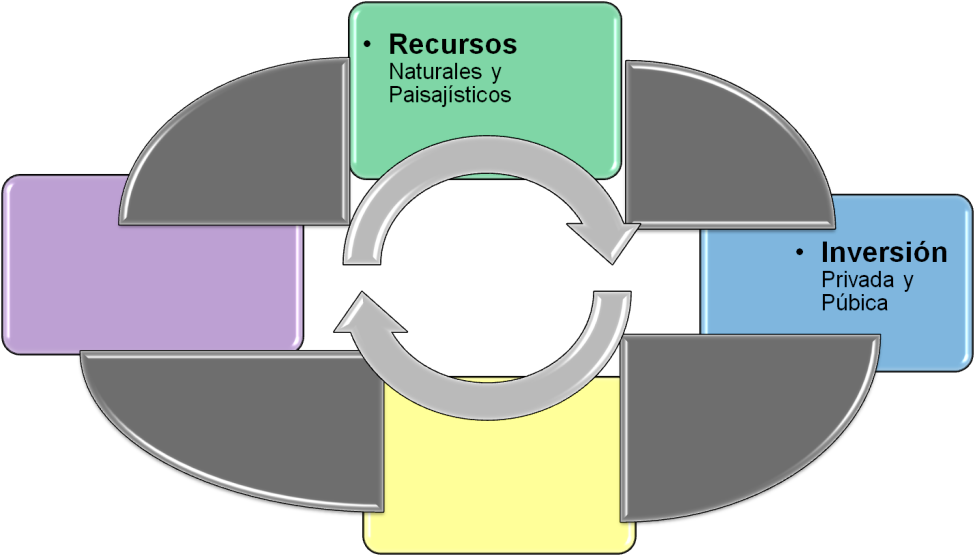 • Recursos
Naturales y
Paisajísticos
• Inversión
Privada y
Púbica